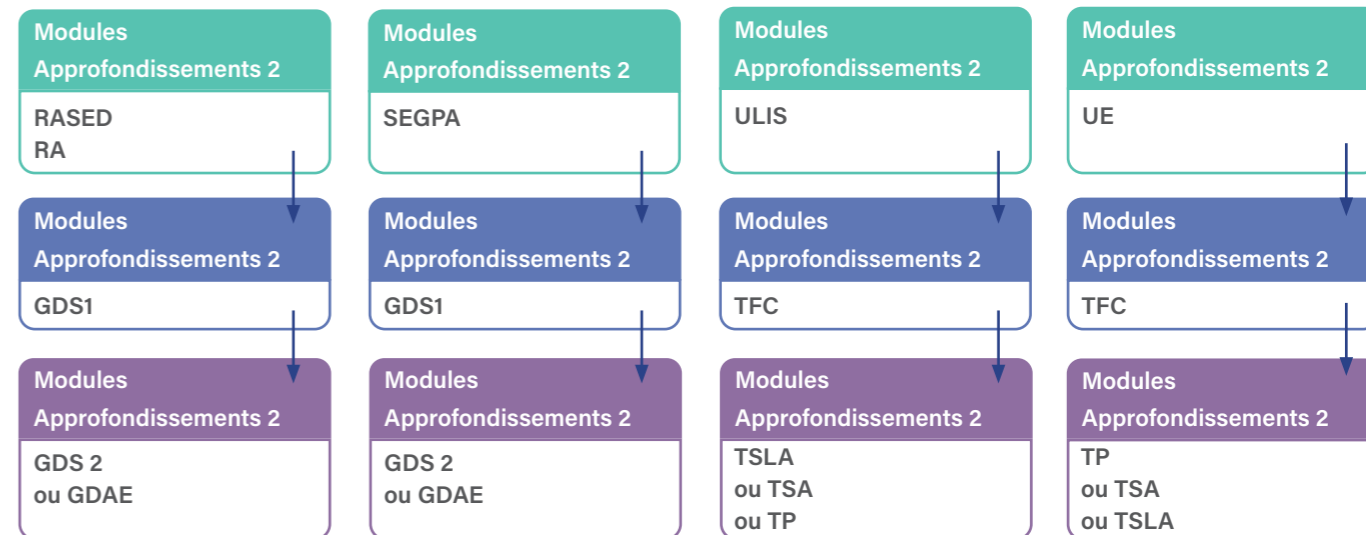 Modules
Approfondissements 2
RASED
RA
Modules
Approfondissements 2
SEGPA
Modules
Approfondissements 2
ULIS
Modules
Approfondissements 2
UE
Modules
Approfondissements 2
GDS1
Modules
Approfondissements 2
GDS1
Modules
Approfondissements 2
TFC
Modules
Approfondissements 2
TFC
Modules
Approfondissements 2
GDS 2
ou GDAE
Modules
Approfondissements 2
GDS 2
ou GDAE
Modules
Approfondissements 2
TSLA
ou TSA
ou TP
Modules
Approfondissements 2
TP
ou TSA
ou TSLA